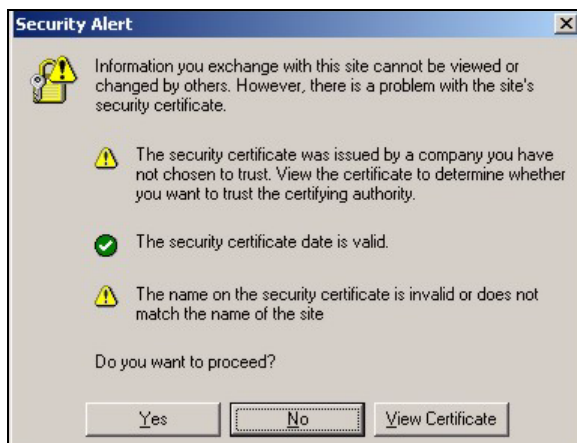 Security Alert
Information you exchange with this site cannot be viewed or
changed by others. However, there is a problem with the site's
security certificate.
The security certificate was issued by a company you have
not chosen to trust. View the certificate to determine whether
you want to trust the certifying authority.
The security certificate date is valid.
The name on the security certificate is invalid or does not
match the name of the site
Do you want to proceed?
Yes No View Certificate